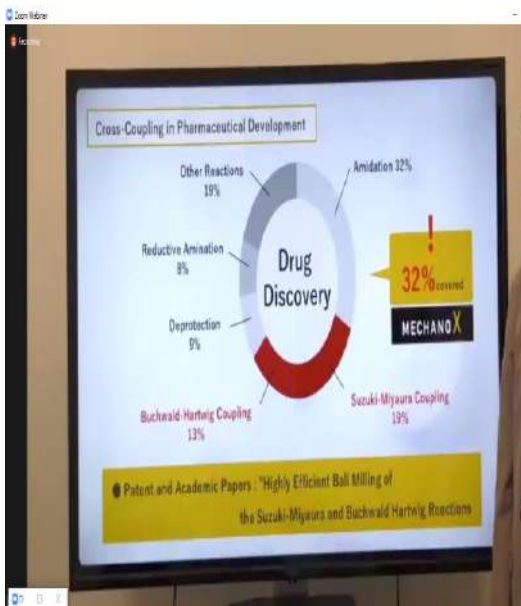 Zoom Webinar
Recording
Cross-Coupling in Pharmaceutical Development
Other Reactions
19%
Amidation 32%
Reductive Amination
8%
Drug
Discovery
!
32% covered
MECHANOX
Deprotection
9%
Buchwald-Hartwig Coupling
13%
Suzuki-Miyaura Coupling
19%
● Patent and Academic Papers : "Highly Efficient Ball Milling of
the Suzuki-Miyaura and Buchwald Hartwig Reactions